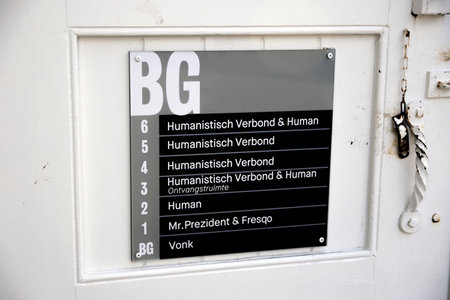 BG
6 Humanistisch Verbond & Human
5 Humanistisch Verbond
4 Humanistisch Verbond
3 Humanistisch Verbond & Human
Ontvangstruimte
2 Human
1 Mr.Prezident & Fresqo
BG Vonk